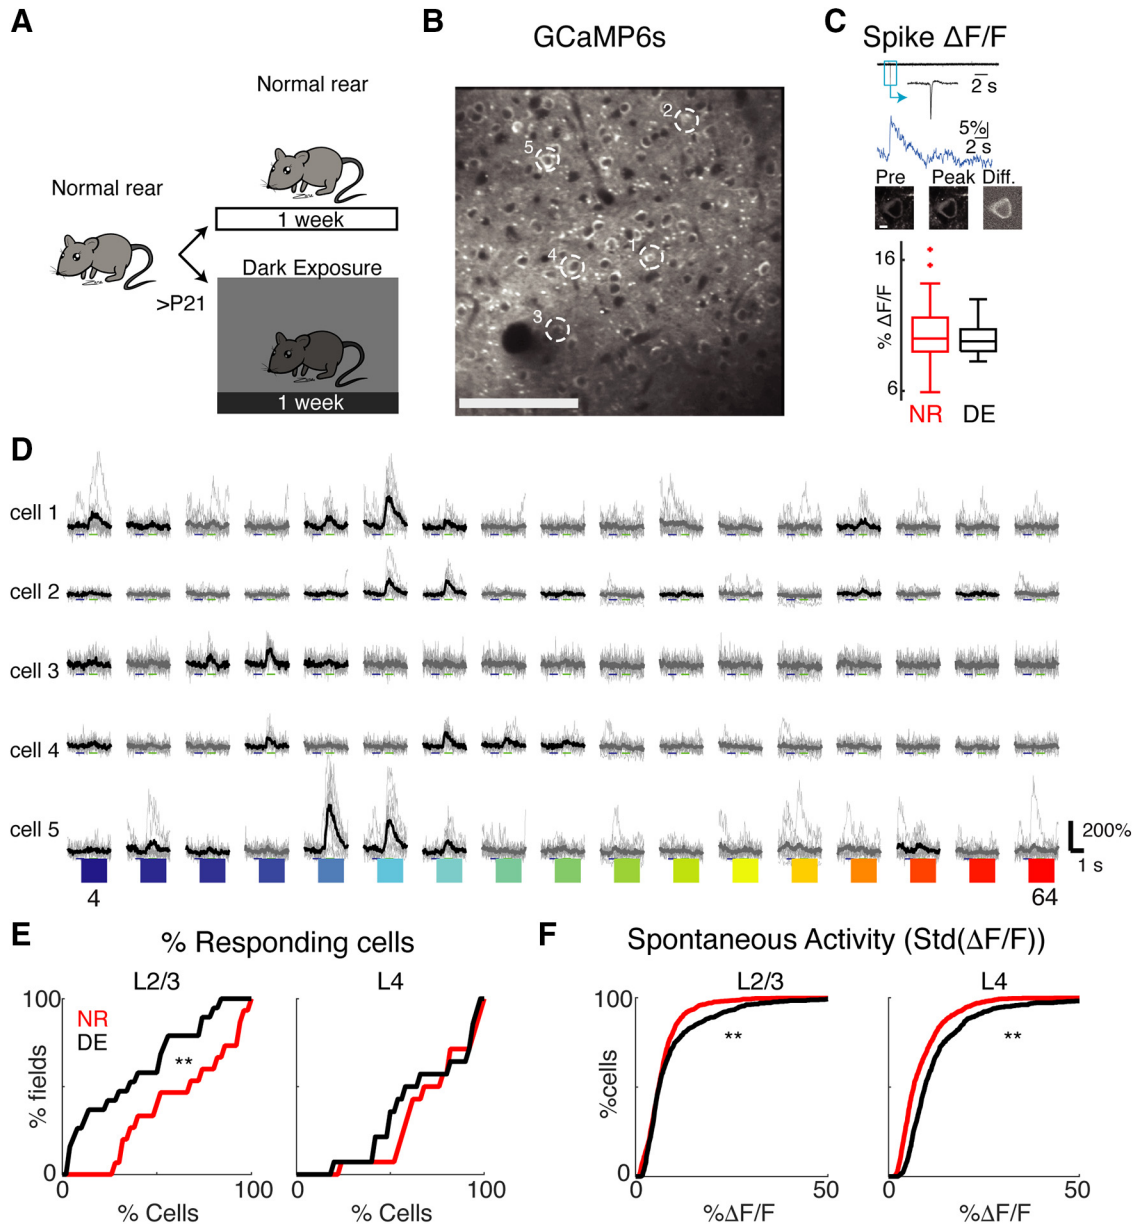 A
Normal rear
Normal rear
1 week
Dark Exposure
>P21
1 week
B
GCaMP6s
2
5
1
4
3
C
Spike ΔF/F
2 s
5%
2 s
Pre
Peak
Diff.
16
% ΔF/F
6
NR
DE
D
cell 1
cell 2
cell 3
cell 4
cell 5
200%
1 s
4
64
E
% Responding cells
L2/3
L4
100
NR
DE
**
% fields
0
0
100
% Cells
0
100
% Cells
F
Spontaneous Activity (Std(ΔF/F))
L2/3
L4
100
**
%cells
0
0
50
%ΔF/F
**
0
50
%ΔF/F